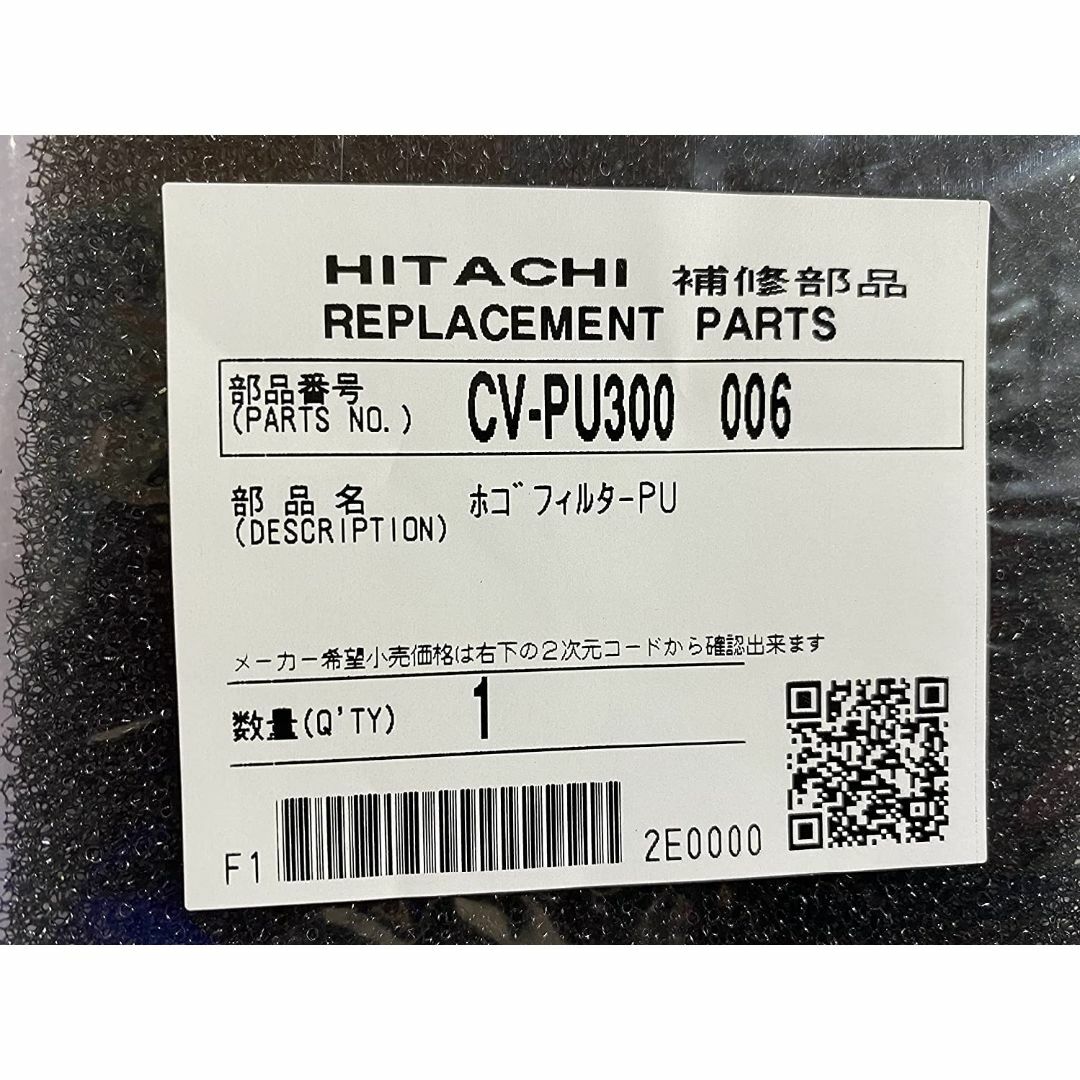 HITACHI 補修部品
REPLACEMENT PARTS
部品番号 CV-PU300 006
(PARTS NO.)
部品名 ホゴフィルター-PU
(DESCRIPTION)
メーカー希望小売価格は右下の2次元コードから確認出来ます
数量(Q'TY) 1
F1 2E0000